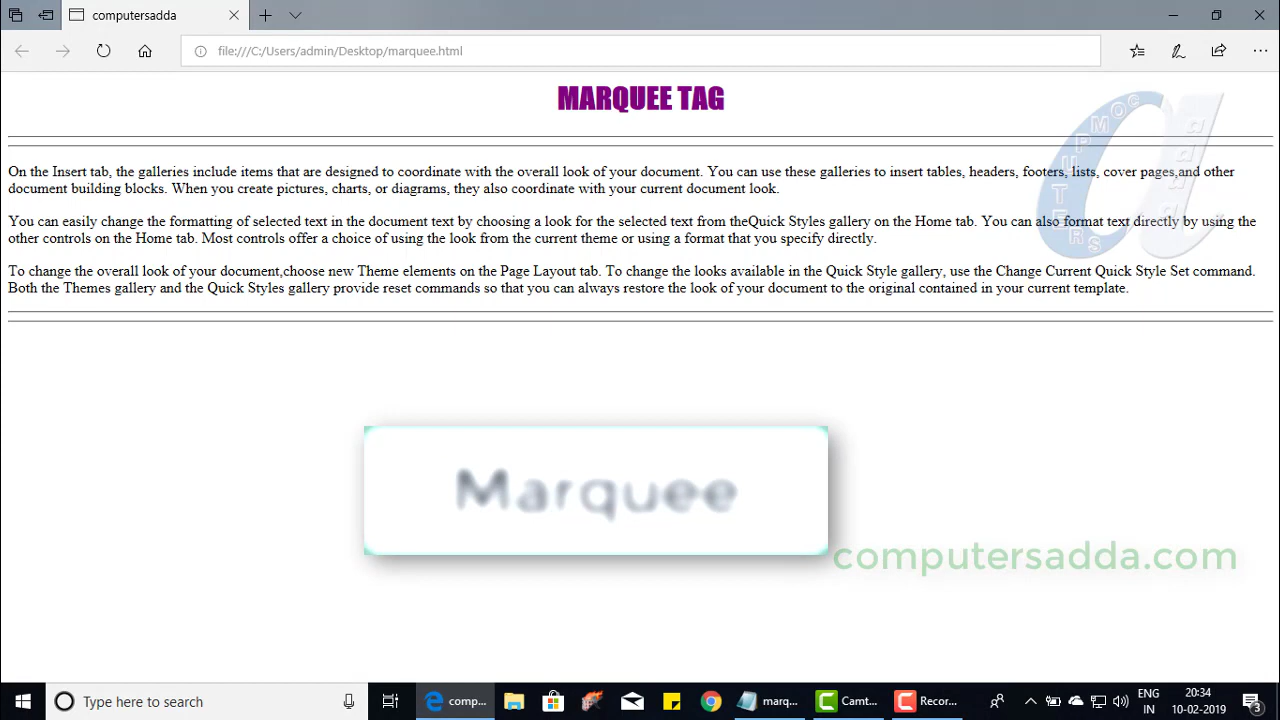 computersadda
file:///C:/Users/admin/Desktop/marquee.html
MARQUEE TAG
COMPUTERS
adda
On the Insert tab, the galleries include items that are designed to coordinate with the overall look of your document. You can use these galleries to insert tables, headers, footers, lists, cover pages,and other
document building blocks. When you create pictures, charts, or diagrams, they also coordinate with your current document look.
You can easily change the formatting of selected text in the document text by choosing a look for the selected text from theQuick Styles gallery on the Home tab. You can also format text directly by using the
other controls on the Home tab. Most controls offer a choice of using the look from the current theme or using a format that you specify directly.
To change the overall look of your document,choose new Theme elements on the Page Layout tab. To change the looks available in the Quick Style gallery, use the Change Current Quick Style Set command.
Both the Themes gallery and the Quick Styles gallery provide reset commands so that you can always restore the look of your document to the original contained in your current template.
Marquee
computersadda.com
Type here to search
comp...
marq...
Camt...
Recor...
ENG
IN
20:34
10-02-2019
3